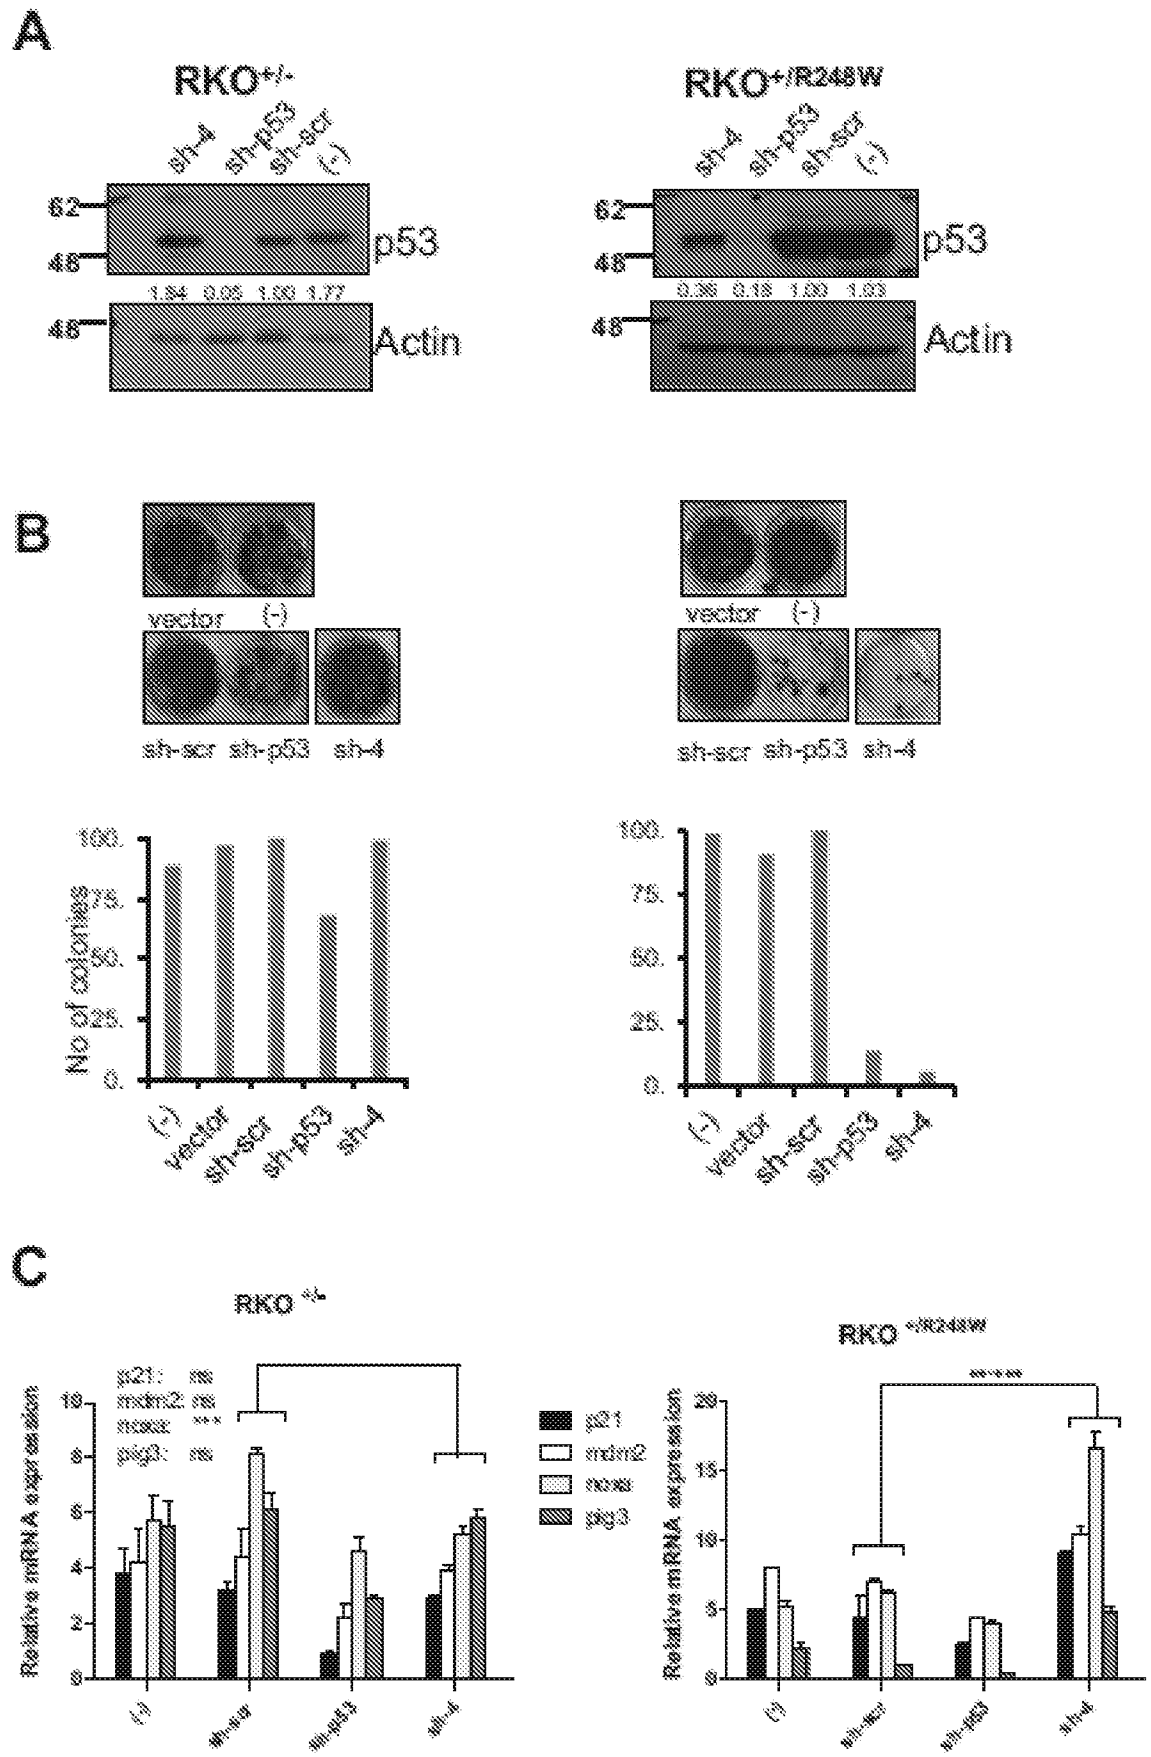 A
RKO+/-
RKO+/R248W
sh-4 sh-p53 sh-scr (-)
sh-4 sh-p53 sh-scr (-)
62
48
p53
62
48
p53
1.84 0.05 1.00 1.77
0.36 0.18 1.00 1.03
48
Actin
48
Actin
B
vector (-)
vector (-)
sh-scr sh-p53 sh-4
sh-scr sh-p53 sh-4
No of colonies
100.
75.
50.
25.
0.
(-) vector sh-scr sh-p53 sh-4
100.
75.
50.
25.
0.
(-) vector sh-scr sh-p53 sh-4
C
RKO +/-
RKO +/R248W
p21: ns
mdm2: ns
noxa: ***
pig3: ns
Relative mRNA expression
10
8
6
4
2
0
(-) sh-scr sh-p53 sh-4
p21
mdm2
noxa
pig3
Relative mRNA expression
20
15
10
5
0
(-) sh-scr sh-p53 sh-4